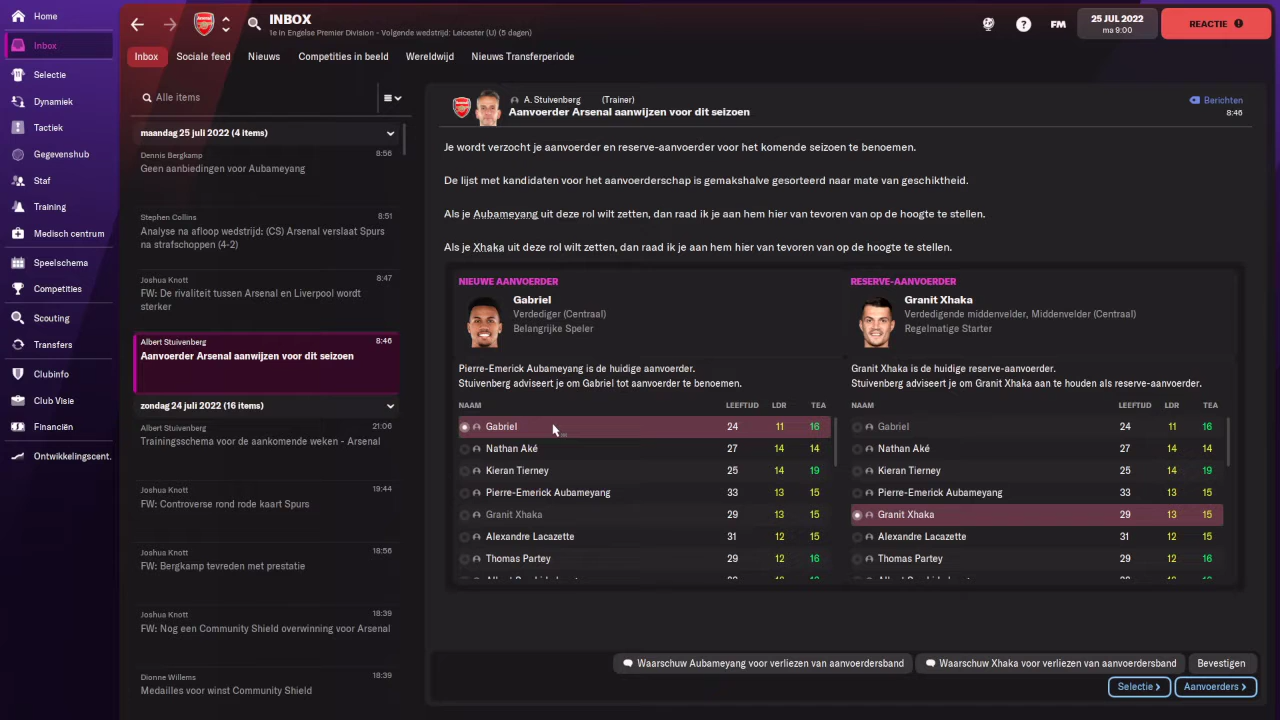 Home
Inbox
Selectie
Dynamiek
Tactiek
Gegevenshub
Staf
Training
Medisch centrum
Speelschema
Competities
Scouting
Transfers
Clubinfo
Club Visie
Financiën
Ontwikkelingscent.
INBOX
1e in Engelse Premier Division - Volgende wedstrijd: Leicester (U) (5 dagen)
FM
25 JUL 2022
ma 9:00
REACTIE
Inbox Sociale feed Nieuws Competities in beeld Wereldwijd Nieuws Transferperiode
Alle items
maandag 25 juli 2022 (4 items)
Dennis Bergkamp 8:56
Geen aanbiedingen voor Aubameyang
Stephen Collins 8:51
Analyse na afloop wedstrijd: (CS) Arsenal verslaat Spurs
na strafschoppen (4-2)
Joshua Knott 8:47
FW: De rivaliteit tussen Arsenal en Liverpool wordt
sterker
Albert Stuivenberg 8:46
Aanvoerder Arsenal aanwijzen voor dit seizoen
zondag 24 juli 2022 (16 items)
Albert Stuivenberg 21:06
Trainingsschema voor de aankomende weken - Arsenal
Joshua Knott 19:44
FW: Controverse rond rode kaart Spurs
Joshua Knott 18:56
FW: Bergkamp tevreden met prestatie
Joshua Knott 18:39
FW: Nog een Community Shield overwinning voor Arsenal
Dionne Willems 18:39
Medailles voor winst Community Shield
A. Stuivenberg (Trainer)
Aanvoerder Arsenal aanwijzen voor dit seizoen
Berichten
8:46
Je wordt verzocht je aanvoerder en reserve-aanvoerder voor het komende seizoen te benoemen.
De lijst met kandidaten voor het aanvoerderschap is gemakshalve gesorteerd naar mate van geschiktheid.
Als je Aubameyang uit deze rol wilt zetten, dan raad ik je aan hem hier van tevoren van op de hoogte te stellen.
Als je Xhaka uit deze rol wilt zetten, dan raad ik je aan hem hier van tevoren van op de hoogte te stellen.
NIEUWE AANVOERDER
Gabriel
Verdediger (Centraal)
Belangrijke Speler
Pierre-Emerick Aubameyang is de huidige aanvoerder.
Stuivenberg adviseert je om Gabriel tot aanvoerder te benoemen.
NAAM LEEFTIJD LDR TEA
Gabriel 24 11 16
Nathan Aké 27 14 14
Kieran Tierney 25 14 19
Pierre-Emerick Aubameyang 33 13 15
Granit Xhaka 29 13 15
Alexandre Lacazette 31 12 15
Thomas Partey 29 12 16
RESERVE-AANVOERDER
Granit Xhaka
Verdedigende middenvelder, Middenvelder (Centraal)
Regelmatige Starter
Granit Xhaka is de huidige reserve-aanvoerder.
Stuivenberg adviseert je om Granit Xhaka aan te houden als reserve-aanvoerder.
NAAM LEEFTIJD LDR TEA
Gabriel 24 11 16
Nathan Aké 27 14 14
Kieran Tierney 25 14 19
Pierre-Emerick Aubameyang 33 13 15
Granit Xhaka 29 13 15
Alexandre Lacazette 31 12 15
Thomas Partey 29 12 16
Waarschuw Aubameyang voor verliezen van aanvoerdersband
Waarschuw Xhaka voor verliezen van aanvoerdersband
Bevestigen
Selectie
Aanvoerders